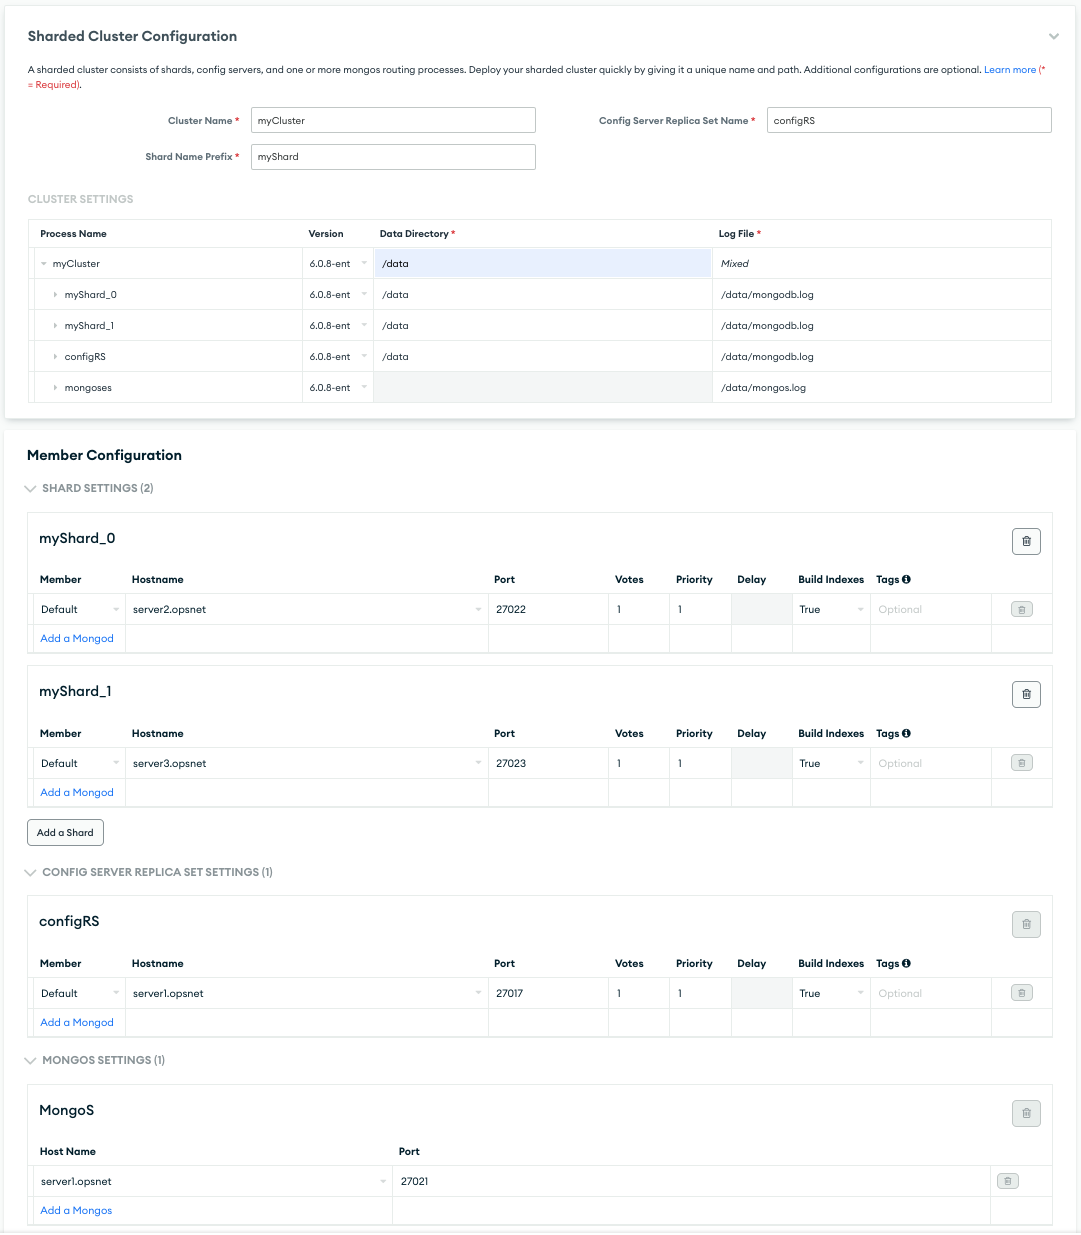 Sharded Cluster Configuration
A sharded cluster consists of shards, config servers, and one or more mongos routing processes. Deploy your sharded cluster quickly by giving it a unique name and path. Additional configurations are optional. Learn more (*
= Required).
Cluster Name * myCluster Config Server Replica Set Name * configRS
Shard Name Prefix * myShard
CLUSTER SETTINGS
Process Name Version Data Directory * Log File *
myCluster 6.0.8-ent /data Mixed
myShard_0 6.0.8-ent /data /data/mongodb.log
myShard_1 6.0.8-ent /data /data/mongodb.log
configRS 6.0.8-ent /data /data/mongodb.log
mongoses 6.0.8-ent /data/mongos.log
Member Configuration
SHARD SETTINGS (2)
myShard_0
Member Hostname Port Votes Priority Delay Build Indexes Tags
Default server2.opsnet 27022 1 1 True Optional
Add a Mongod
myShard_1
Member Hostname Port Votes Priority Delay Build Indexes Tags
Default server3.opsnet 27023 1 1 True Optional
Add a Mongod
Add a Shard
CONFIG SERVER REPLICA SET SETTINGS (1)
configRS
Member Hostname Port Votes Priority Delay Build Indexes Tags
Default server1.opsnet 27017 1 1 True Optional
Add a Mongod
MONGOS SETTINGS (1)
MongoS
Host Name Port
server1.opsnet 27021
Add a Mongos